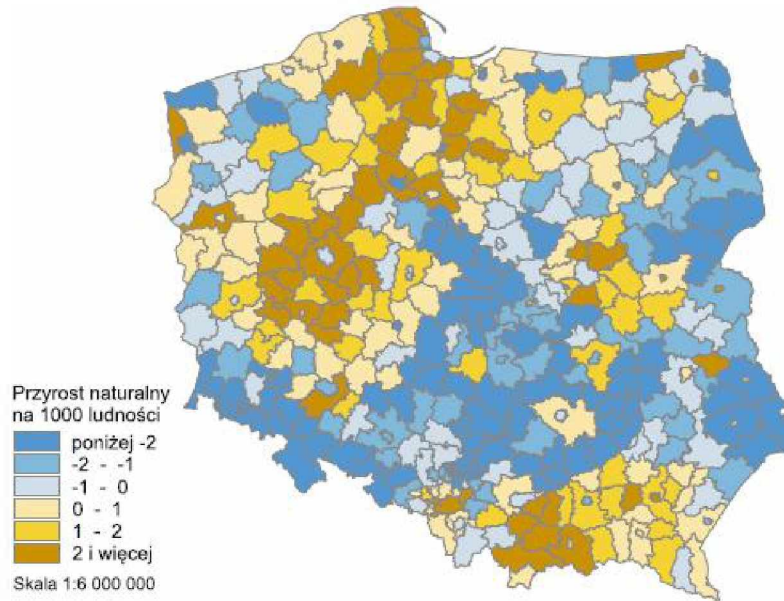 Przyrost naturalny
na 1000 ludności
poniżej -2
-2 - -1
-1 - 0
0 - 1
1 - 2
2 i więcej
Skala 1:6 000 000